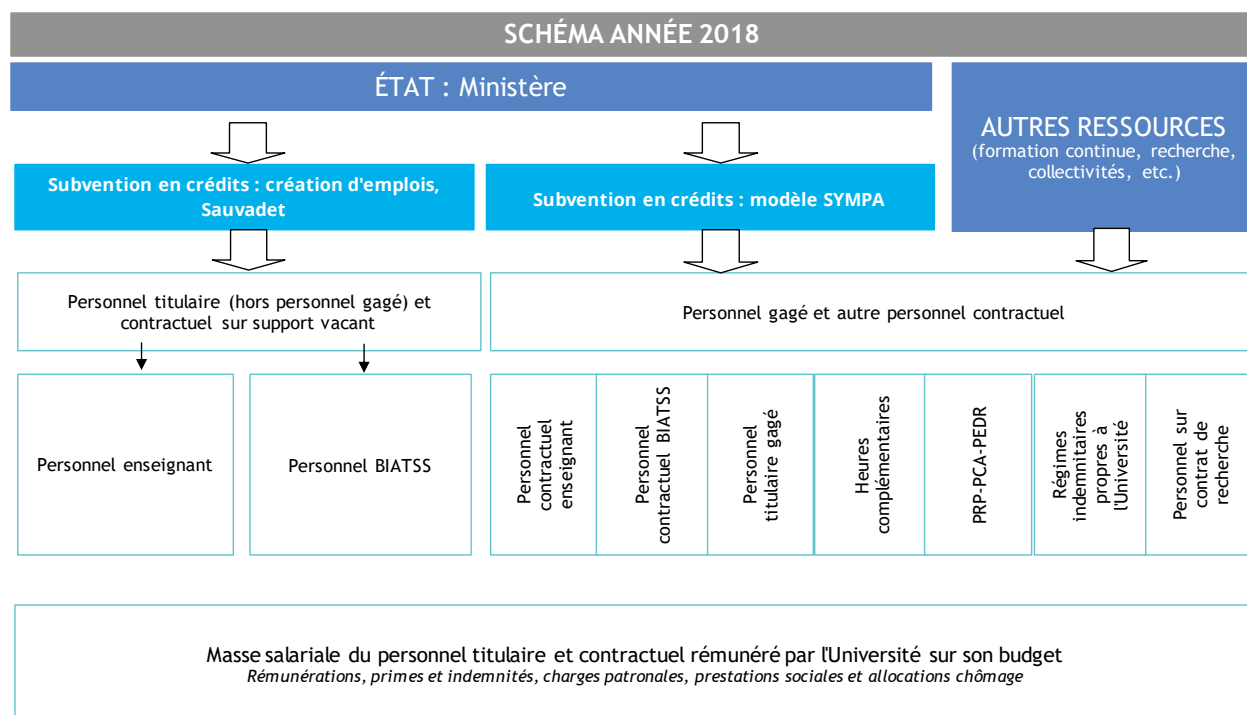 SCHÉMA ANNÉE 2018
ÉTAT : Ministère
AUTRES RESSOURCES
(formation continue, recherche,
collectivités, etc.)
Subvention en crédits : création d'emplois,
Sauvadet
Subvention en crédits : modèle SYMPA
Personnel titulaire (hors personnel gagé) et
contractuel sur support vacant
Personnel gagé et autre personnel contractuel
Personnel enseignant
Personnel BIATSS
Personnel
contractuel
enseignant
Personnel
contractuel BIATSS
Personnel
titulaire gagé
Heures
complémentaires
PRP-PCA-PEDR
Régimes
indemnitaires
propres à
l'Université
Personnel sur
contrat de
recherche
Masse salariale du personnel titulaire et contractuel rémunéré par l'Université sur son budget
Rémunérations, primes et indemnités, charges patronales, prestations sociales et allocations chômage